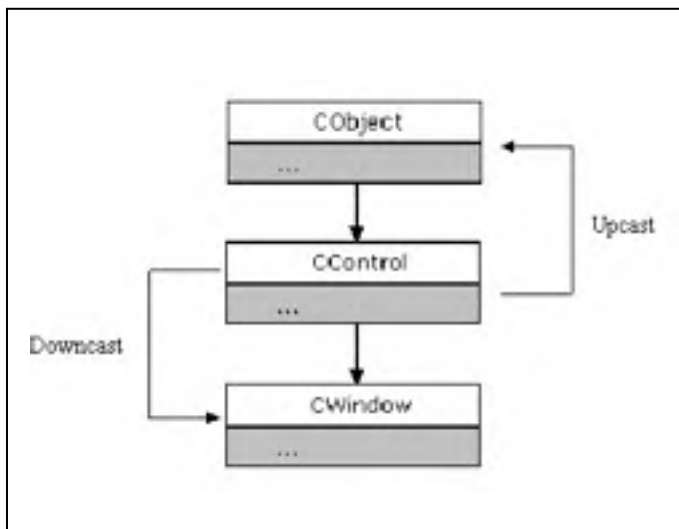 CObject
...
Upcast
CControl
...
Downcast
CWindow
...